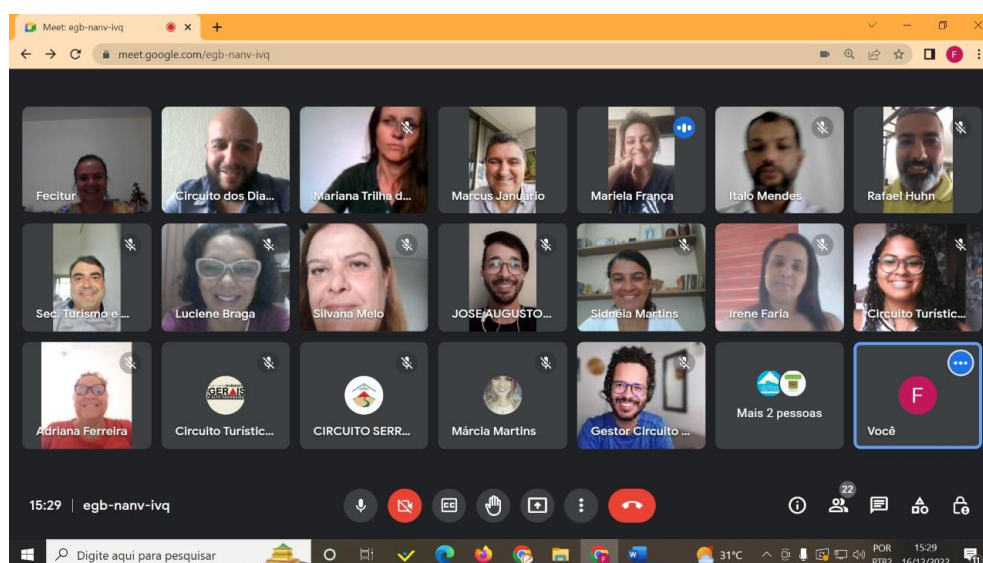 Meet: egb-nanv-ivq
meet.google.com/egb-nanv-ivq
F
Fecitur
Circuito dos Dia...
Mariana Trilha d...
Marcus Januário
Mariela França
Italo Mendes
Rafael Huhn
Sec. Turismo e ...
Luciene Braga
Silvana Melo
JOSE AUGUSTO...
Sidnéia Martins
Irene Faria
Circuito Turístic...
Adriana Ferreira
GERAIS
Circuito Turístic...
CIRCUITO SERR...
Márcia Martins
Gestor Circuito ...
Mais 2 pessoas
F
Você
15:29 | egb-nanv-ivq
CC
22
Digite aqui para pesquisar
31°C
POR
PTB2
15:29
16/12/2022
11